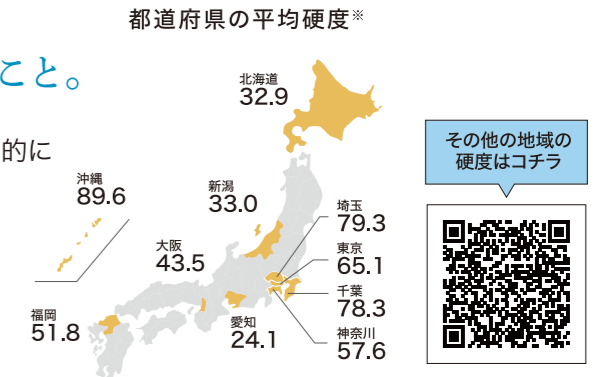 都道府県の平均硬度※
こと。
的に
北海道
32.9
沖縄
89.6
新潟
33.0
大阪
43.5
福岡
51.8
愛知
24.1
埼玉
79.3
東京
65.1
千葉
78.3
神奈川
57.6
その他の地域の
硬度はコチラ